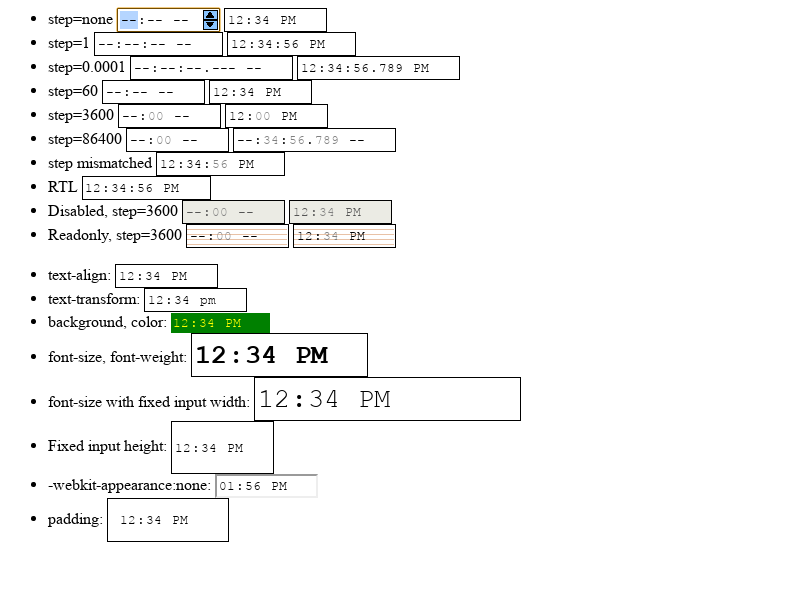 step=none --:-- -- 12:34 PM
step=1 --:--:-- -- 12:34:56 PM
step=0.0001 --:--:--.--- -- 12:34:56.789 PM
step=60 --:-- -- 12:34 PM
step=3600 --:00 -- 12:00 PM
step=86400 --:00 -- --:34:56.789 --
step mismatched 12:34:56 PM
RTL 12:34:56 PM
Disabled, step=3600 --:00 -- 12:34 PM
Readonly, step=3600 --:00 -- 12:34 PM
text-align: 12:34 PM
text-transform: 12:34 pm
background, color: 12:34 PM
font-size, font-weight: 12:34 PM
font-size with fixed input width: 12:34 PM
Fixed input height: 12:34 PM
-webkit-appearance:none: 01:56 PM
padding: 12:34 PM